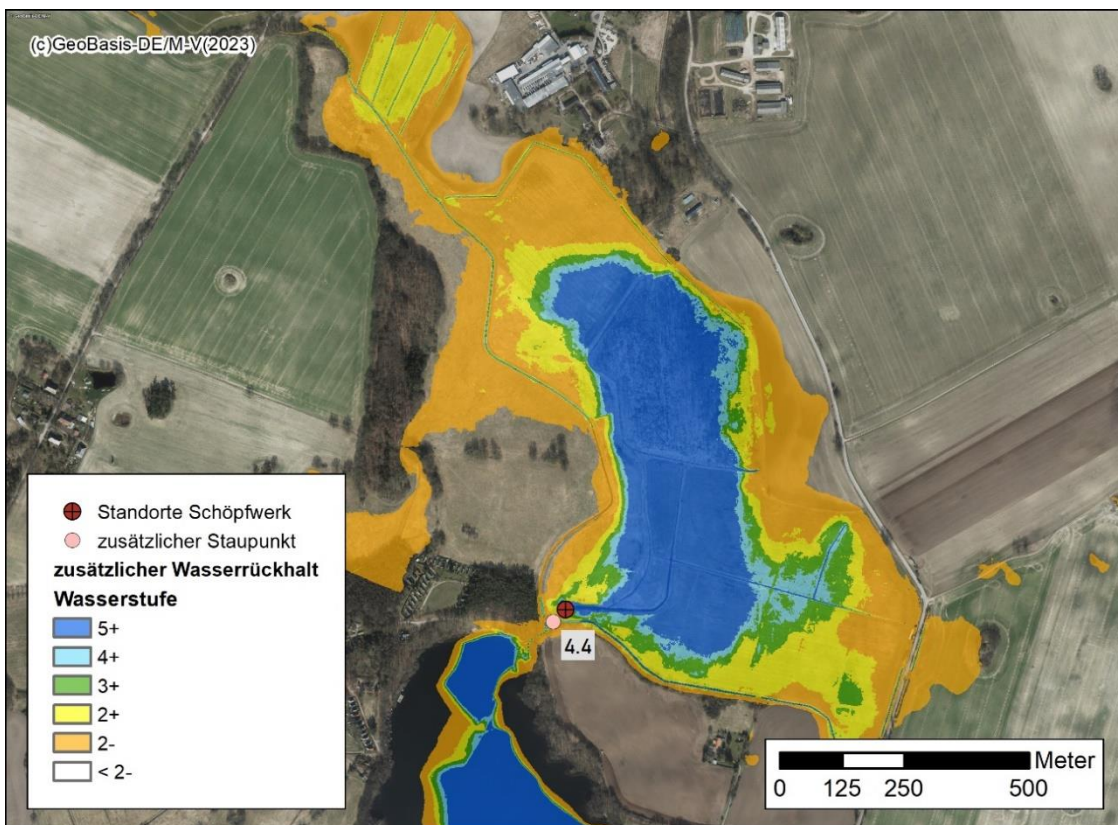 (c)GeoBasis-DE/M-V(2023)
4.4
Standorte Schöpfwerk
zusätzlicher Staupunkt
zusätzlicher Wasserrückhalt
Wasserstufe
5+
4+
3+
2+
2-
< 2-
Meter
0 125 250 500